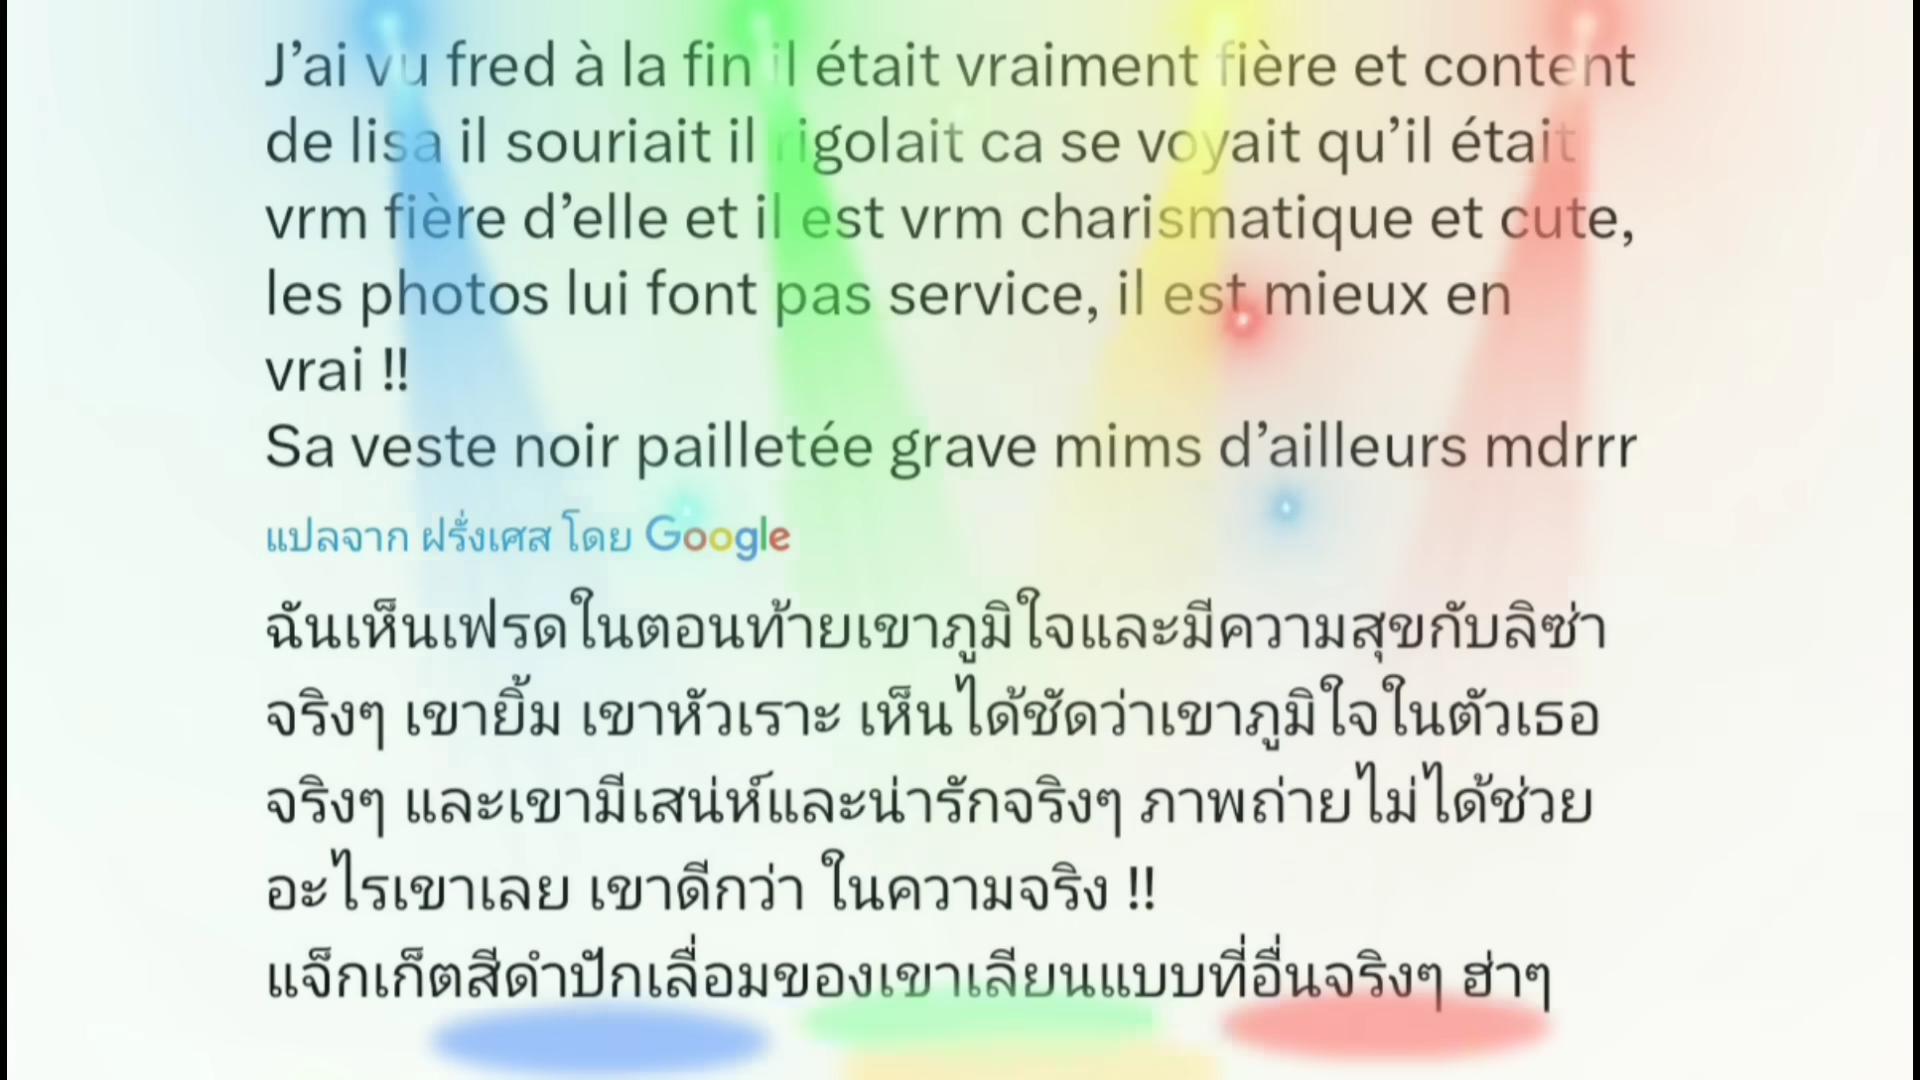 J’ai vu fred à la fin il était vraiment fière et content
de lisa il souriait il rigolait ca se voyait qu’il était
vrm fière d’elle et il est vrm charismatique et cute,
les photos lui font pas service, il est mieux en
vrai !!
Sa veste noir pailletée grave mims d’ailleurs mdrrr
แปลจาก ฝรั่งเศส โดย Google
ฉันเห็นเฟรดในตอนท้ายเขาภูมิใจและมีความสุขกับลิซ่า
จริงๆ เขายิ้ม เขาหัวเราะ เห็นได้ชัดว่าเขาภูมิใจในตัวเธอ
จริงๆ และเขามีเสน่ห์และน่ารักจริงๆ ภาพถ่ายไม่ได้ช่วย
อะไรเขาเลย เขาดีกว่า ในความจริง !!
แจ็กเก็ตสีดำปักเลื่อมของเขาเลียนแบบที่อื่นจริงๆ ฮ่าๆ